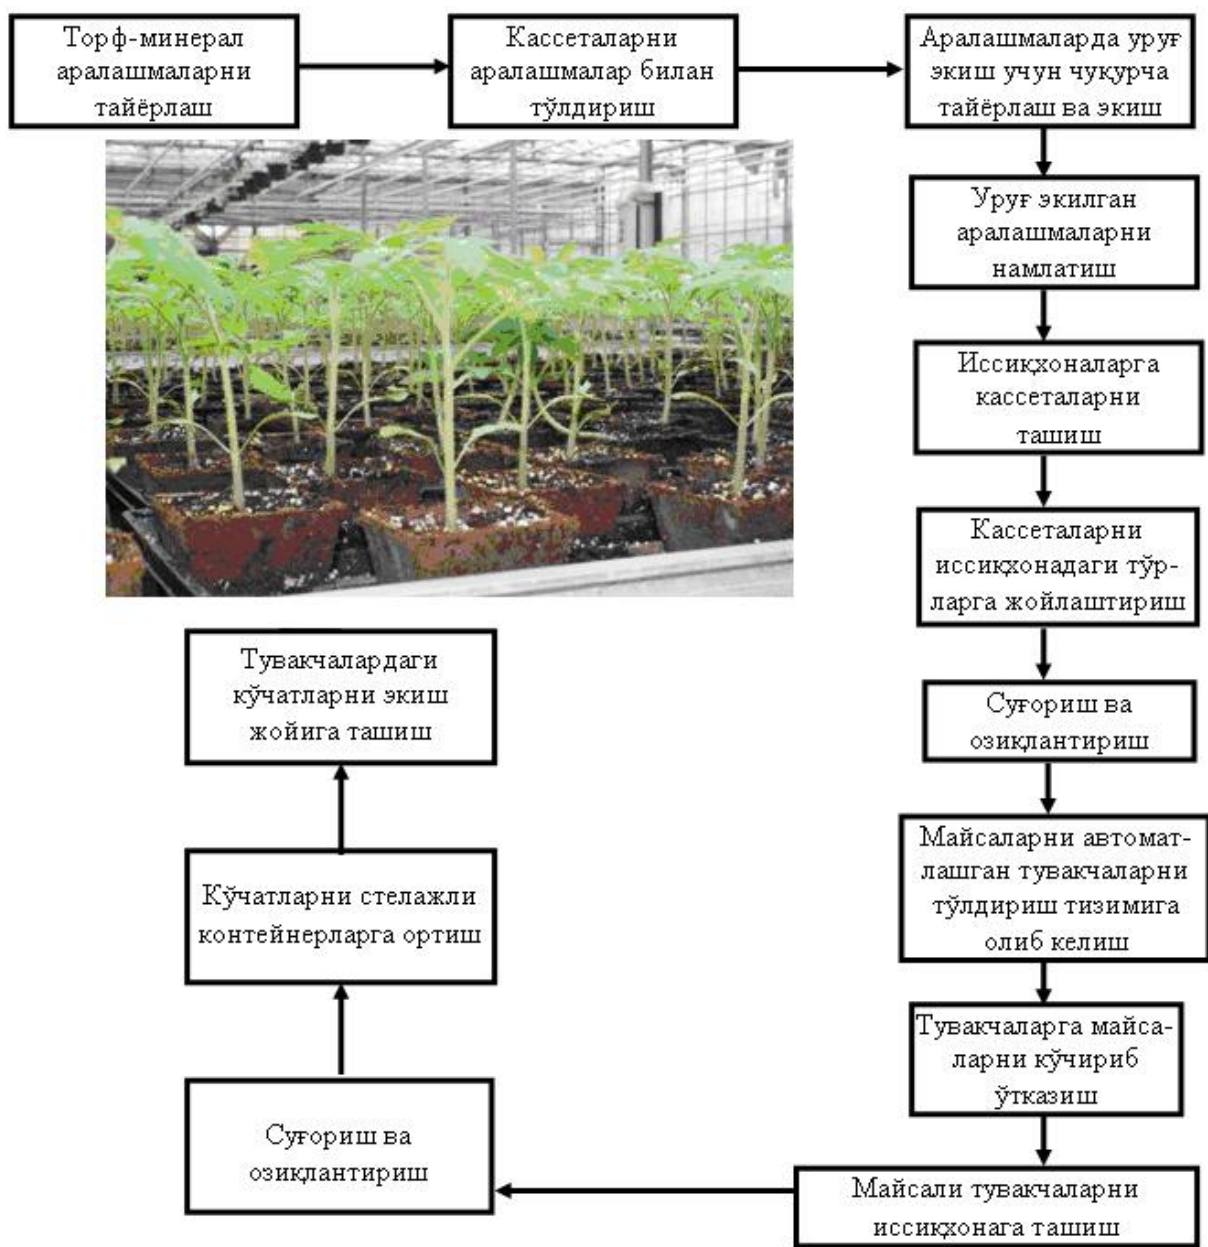 Торф-минерал
аралашмаларни
тайёрлаш
Кассеталарни
аралашмалар билан
тўлдириш
Аралашмаларда уруғ
экиш учун чуқурча
тайёрлаш ва экиш
Уруғ экилган
аралашмаларни
намлатиш
Иссиқхоналарга
кассеталарни
ташиш
Кассеталарни
иссиқхонадаги тўр-
ларга жойлаштириш
Суғориш ва
озиқлантириш
Майсаларни автомат-
лашган тувакчаларни
тўлдириш тизимига
олиб келиш
Тувакчаларга майса-
ларни кўчириб
ўтказиш
Майсали тувакчаларни
иссиқхонага ташиш
Суғориш ва
озиқлантириш
Кўчатларни стелажли
контейнерларга ортиш
Тувакчалардаги
кўчатларни экиш
жойига ташиш